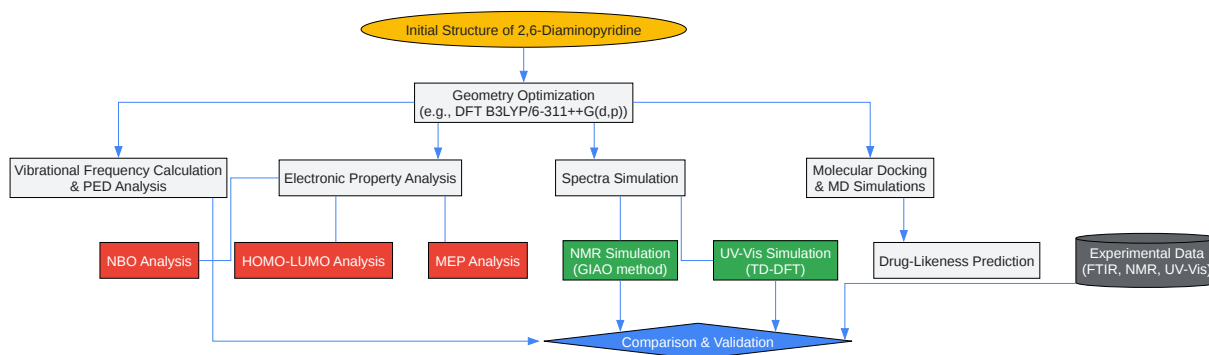 Initial Structure of 2,6-Diaminopyridine
Geometry Optimization
(e.g., DFT B3LYP/6-311++G(d,p))
Vibrational Frequency Calculation
& PED Analysis
Electronic Property Analysis
Spectra Simulation
Molecular Docking
& MD Simulations
NBO Analysis
HOMO-LUMO Analysis
MEP Analysis
NMR Simulation
(GIAO method)
UV-Vis Simulation
(TD-DFT)
Drug-Likeness Prediction
Experimental Data
(FTIR, NMR, UV-Vis)
Comparison & Validation